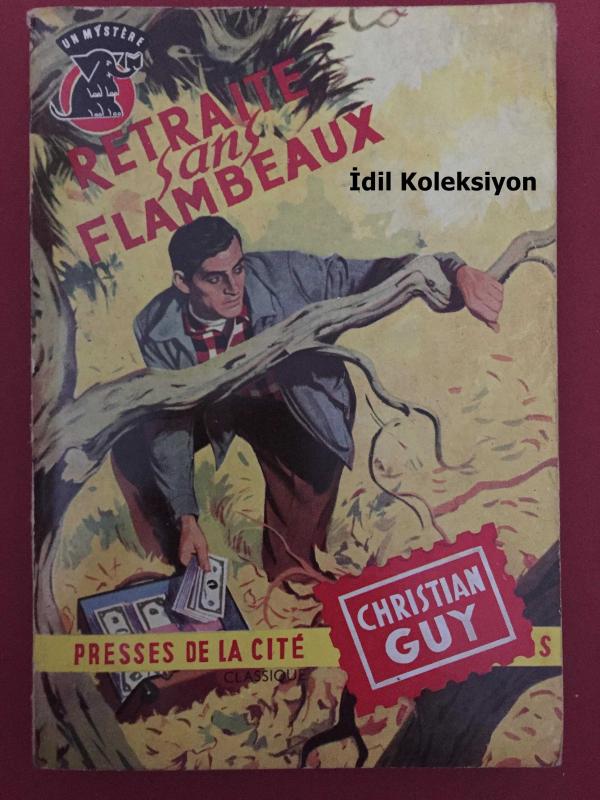 UN MYSTÈRE
RETRAITE
sans
FLAMBEAUX
İdil Koleksiyon
CHRISTIAN
GUY
PRESSES DE LA CITÉ
S
CLASSIQUE